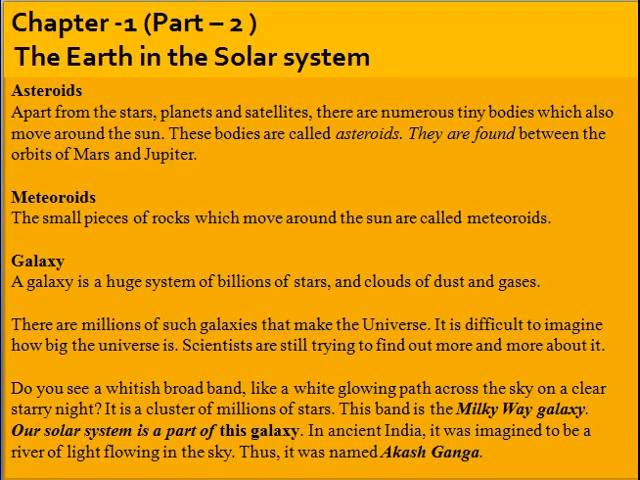 Chapter -1 (Part – 2 )
The Earth in the Solar system
Asteroids
Apart from the stars, planets and satellites, there are numerous tiny bodies which also
move around the sun. These bodies are called asteroids. They are found between the
orbits of Mars and Jupiter.
Meteoroids
The small pieces of rocks which move around the sun are called meteoroids.
Galaxy
A galaxy is a huge system of billions of stars, and clouds of dust and gases.
There are millions of such galaxies that make the Universe. It is difficult to imagine
how big the universe is. Scientists are still trying to find out more and more about it.
Do you see a whitish broad band, like a white glowing path across the sky on a clear
starry night? It is a cluster of millions of stars. This band is the Milky Way galaxy.
Our solar system is a part of this galaxy. In ancient India, it was imagined to be a
river of light flowing in the sky. Thus, it was named Akash Ganga.